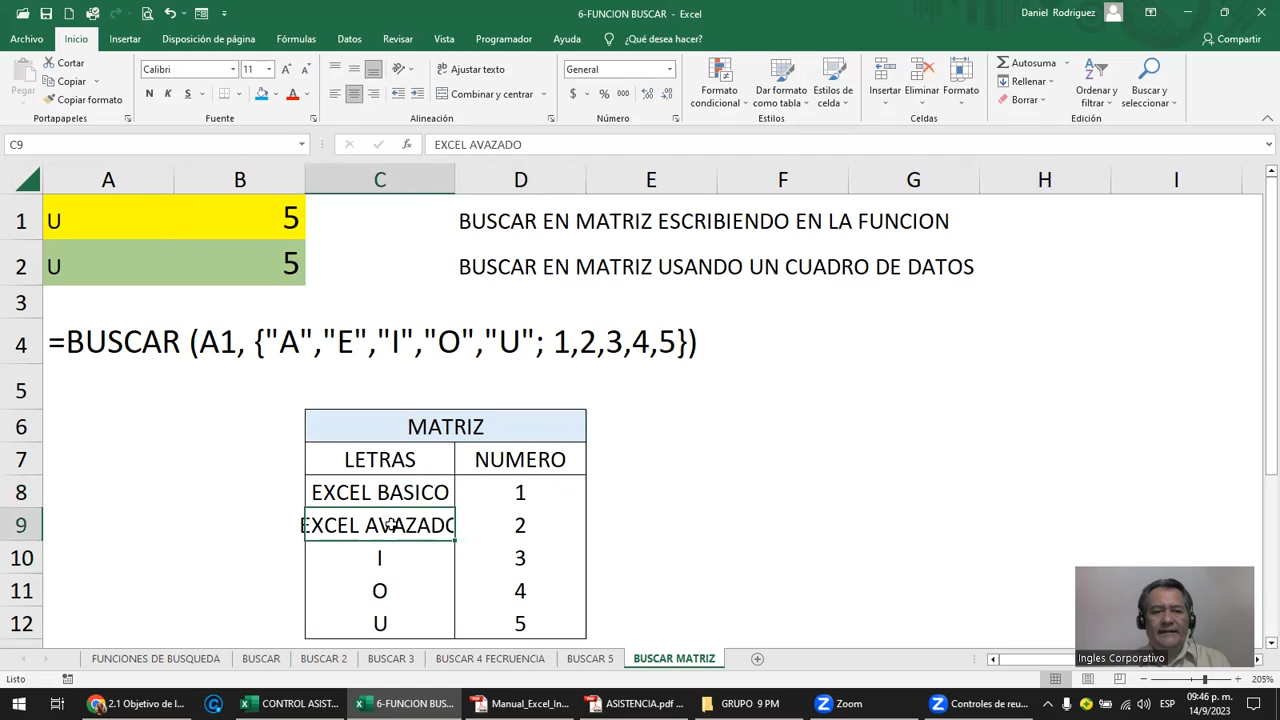 6-FUNCION BUSCAR - Excel
Daniel Rodriguez
Archivo Inicio Insertar Disposición de página Fórmulas Datos Revisar Vista Programador Ayuda ¿Qué desea hacer? Compartir
Pegar
Cortar
Copiar
Copiar formato
Calibri 11
N K S
Ajustar texto
Combinar y centrar
General
$ % 000
Formato condicional
Dar formato como tabla
Estilos de celda
Insertar Eliminar Formato
Autosuma
Rellenar
Borrar
Ordenar y filtrar
Buscar y seleccionar
Portapapeles Fuente Alineación Número Estilos Celdas Edición
C9 fx EXCEL AVAZADO
A B C D E F G H I
1 U 5 BUSCAR EN MATRIZ ESCRIBIENDO EN LA FUNCION
2 U 5 BUSCAR EN MATRIZ USANDO UN CUADRO DE DATOS
3
4 =BUSCAR (A1, {"A","E","I","O","U"; 1,2,3,4,5})
5
6 MATRIZ
7 LETRAS NUMERO
8 EXCEL BASICO 1
9 EXCEL AVAZADO 2
10 I 3
11 O 4
12 U 5
Ingles Corporativo
FUNCIONES DE BUSQUEDA BUSCAR BUSCAR 2 BUSCAR 3 BUSCAR 4 FECRUENCIA BUSCAR 5 BUSCAR MATRIZ
Listo 205%
2.1 Objetivo de l... CONTROL ASIST... 6-FUNCION BUS... Manual_Excel_In... ASISTENCIA.pdf ... GRUPO 9 PM Zoom Controles de reu... ESP 09:46 p. m.
14/9/2023